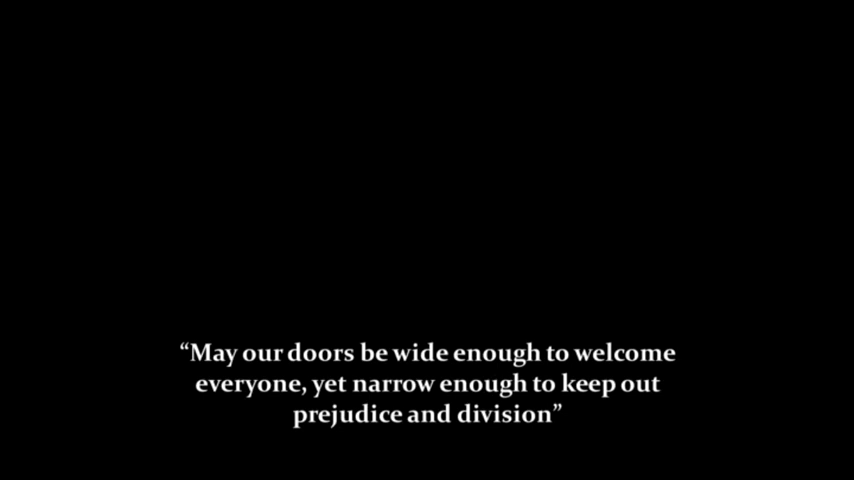 “May our doors be wide enough to welcome
everyone, yet narrow enough to keep out
prejudice and division”